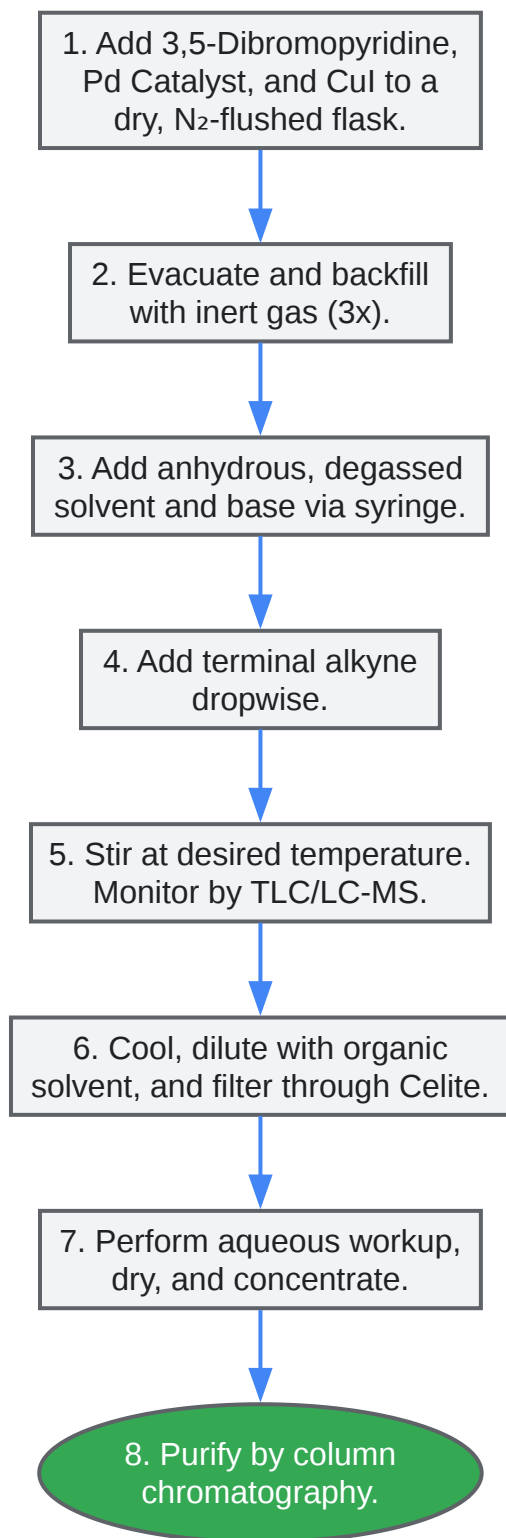 1. Add 3,5-Dibromopyridine,
Pd Catalyst, and CuI to a
dry, N₂-flushed flask.
2. Evacuate and backfill
with inert gas (3x).
3. Add anhydrous, degassed
solvent and base via syringe.
4. Add terminal alkyne
dropwise.
5. Stir at desired temperature.
Monitor by TLC/LC-MS.
6. Cool, dilute with organic
solvent, and filter through Celite.
7. Perform aqueous workup,
dry, and concentrate.
8. Purify by column
chromatography.